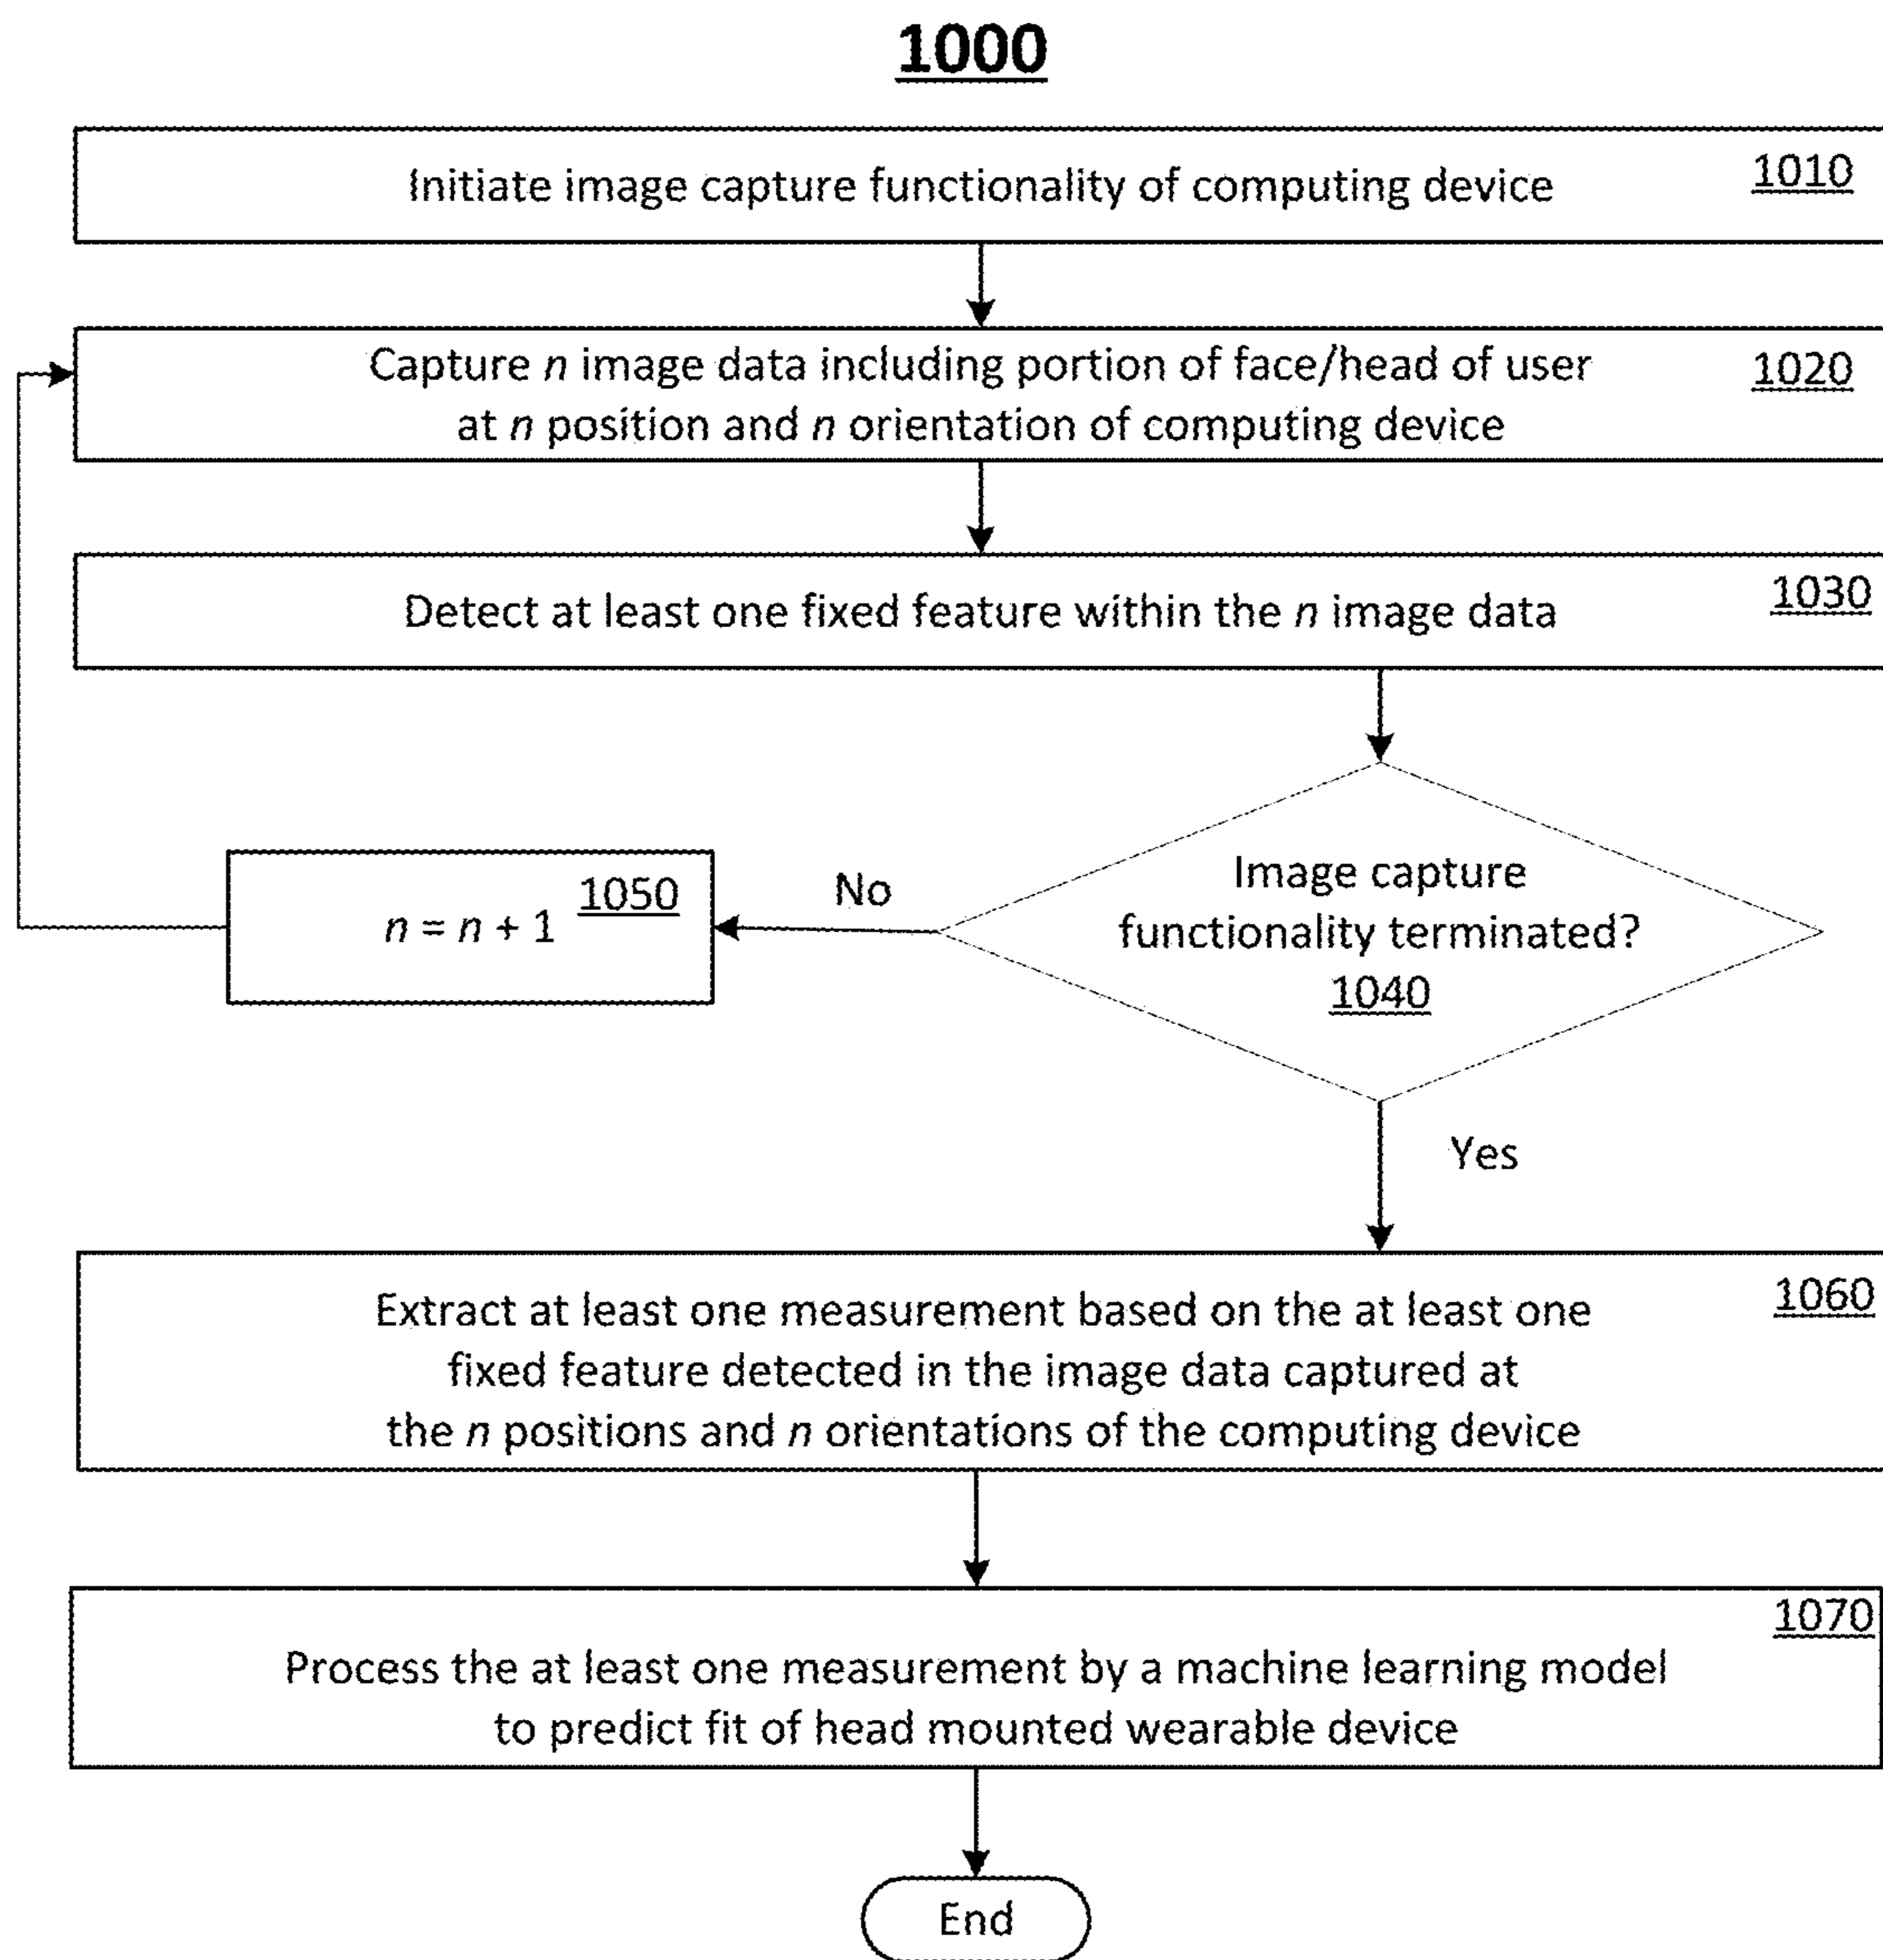 1000
Initiate image capture functionality of computing device 1010
Capture n image data including portion of face/head of user 1020
at n position and n orientation of computing device
Detect at least one fixed feature within the n image data 1030
Image capture
functionality terminated?
1040
No
1050
n = n + 1
Yes
1060
Extract at least one measurement based on the at least one
fixed feature detected in the image data captured at
the n positions and n orientations of the computing device
1070
Process the at least one measurement by a machine learning model
to predict fit of head mounted wearable device
End